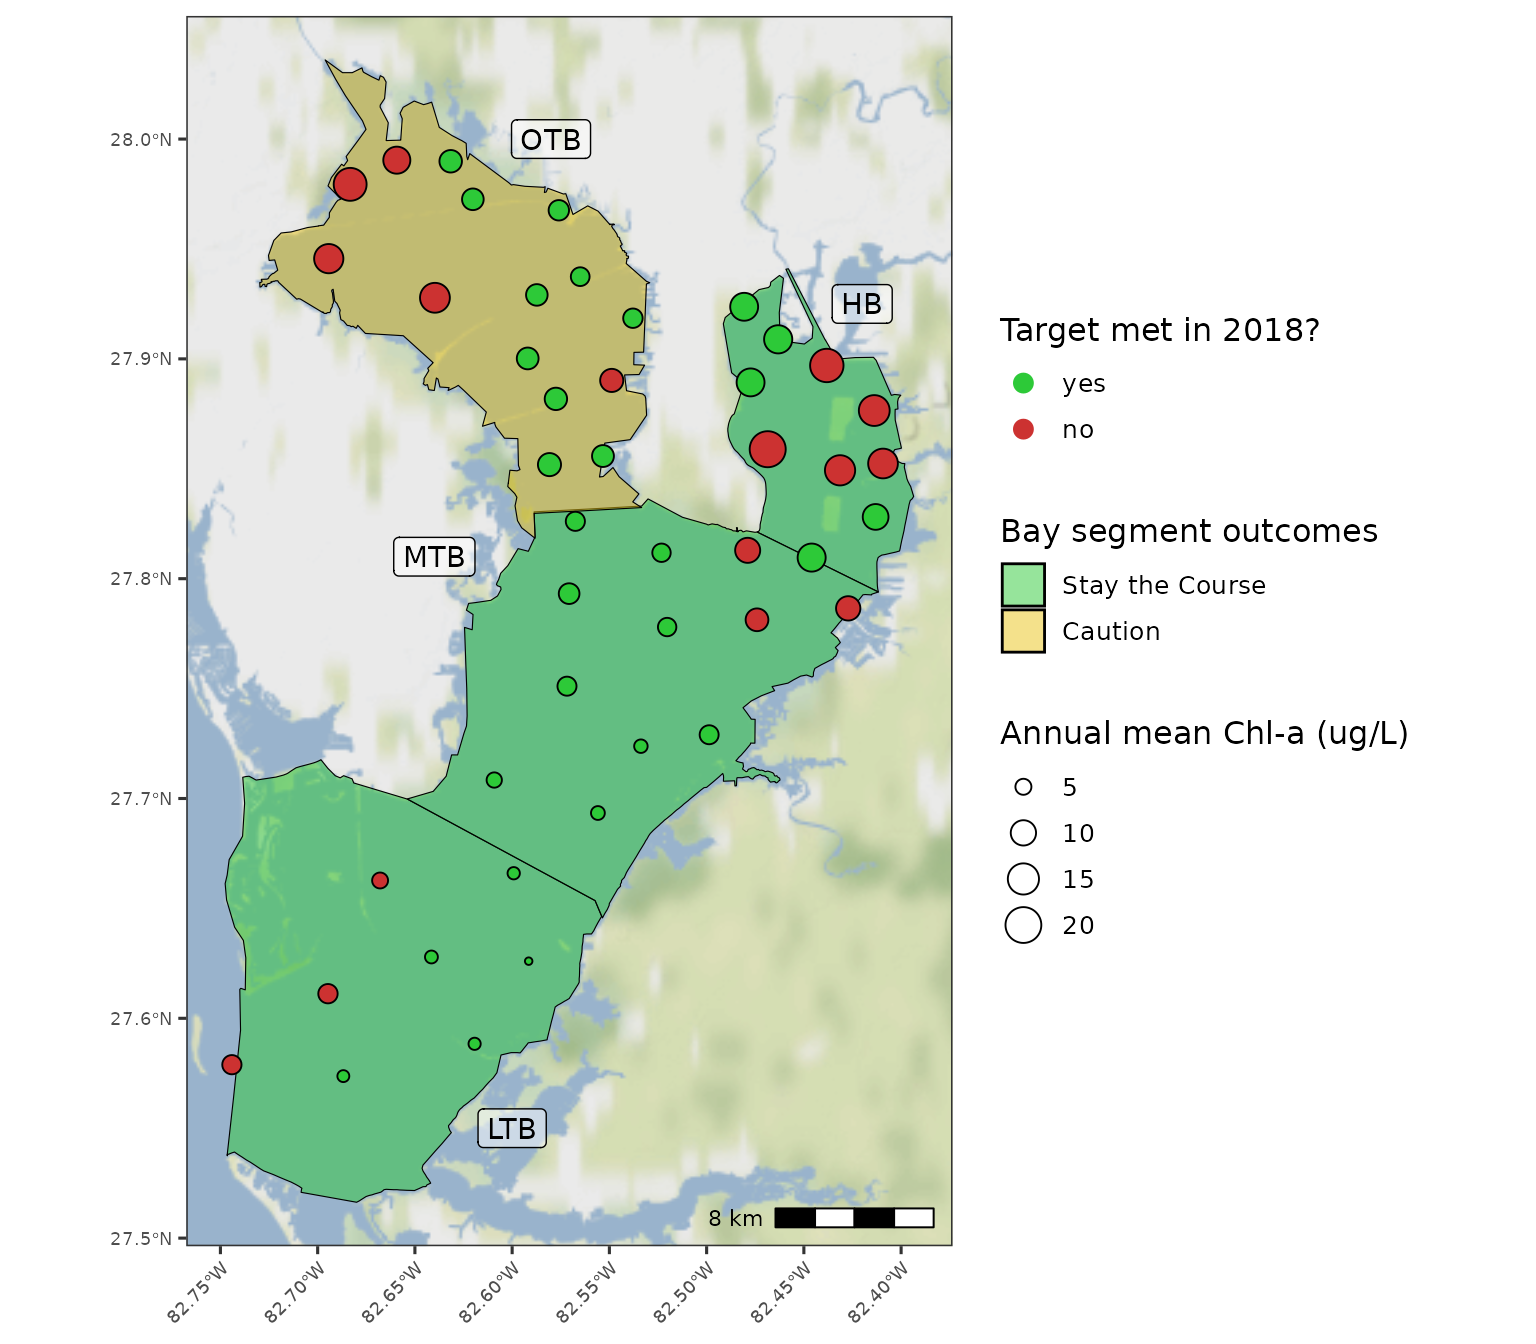 OTB
28.0°N
HB
27.9°N
MTB
27.8°N
27.7°N
27.6°N
LTB
8 km
27.5°N
82.75°W
82.70°W
82.65°W
82.60°W
82.55°W
82.50°W
82.45°W
82.40°W
Target met in 2018?
yes
no
Bay segment outcomes
Stay the Course
Caution
Annual mean Chl-a (ug/L)
5
10
15
20